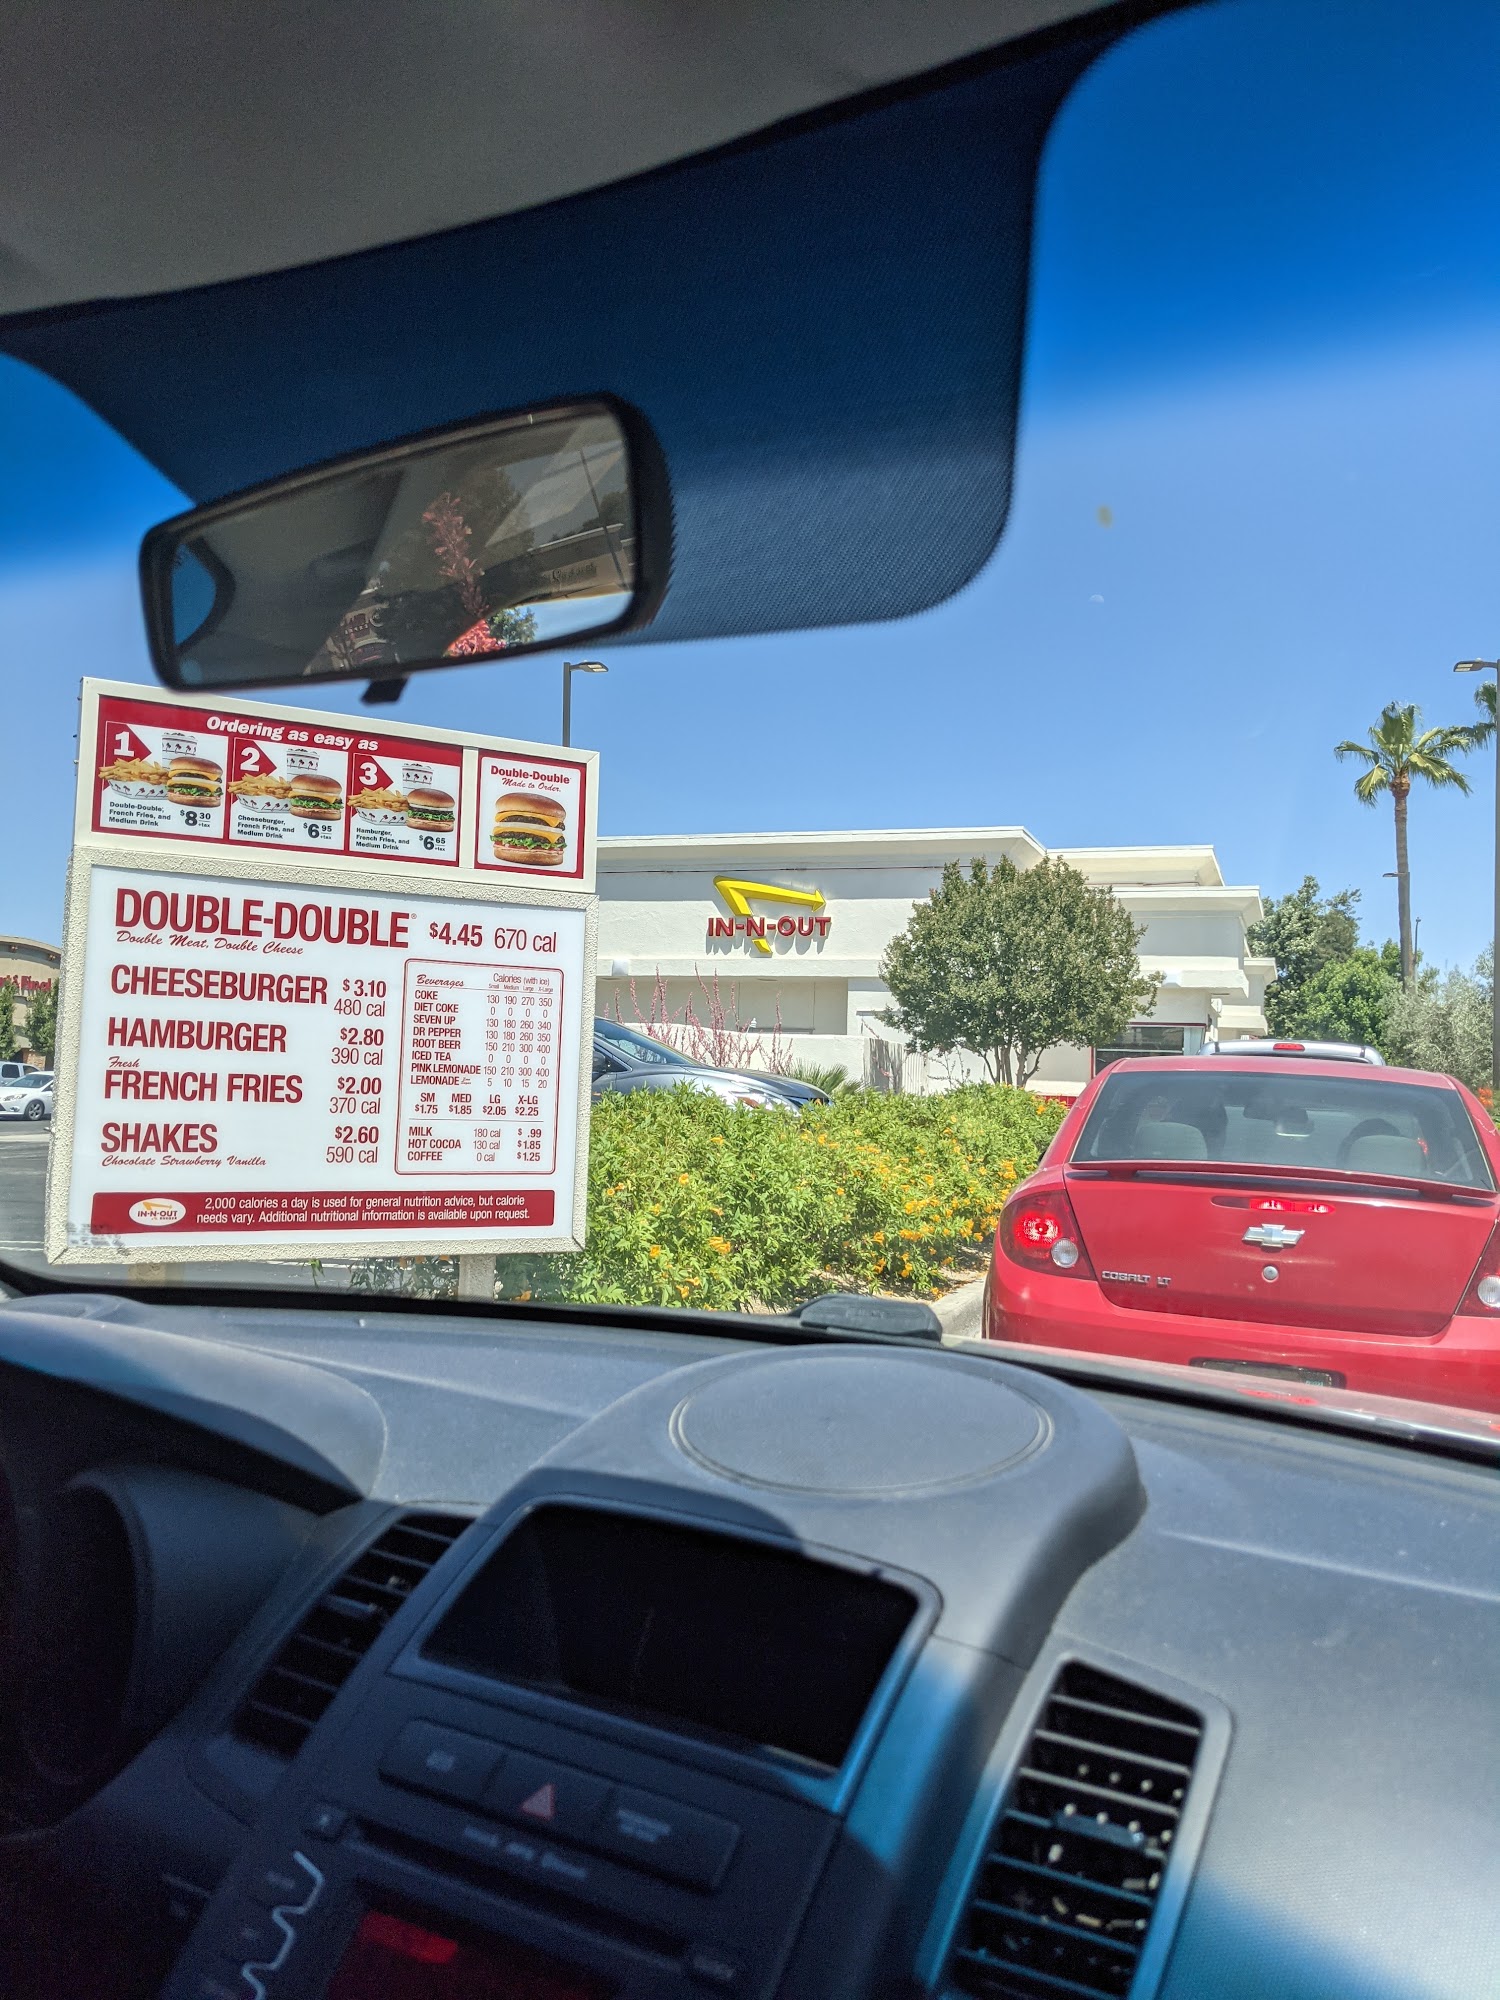 Ordering as easy as
1
Double-Double,
French Fries, and
Medium Drink
$8 30
+tax
2
Cheeseburger,
French Fries, and
Medium Drink
$6 95
+tax
3
Hamburger,
French Fries, and
Medium Drink
$6 65
+tax
Double-Double
Made to Order.
DOUBLE-DOUBLE® $4.45 670 cal
Double Meat, Double Cheese
CHEESEBURGER $3.10
480 cal
HAMBURGER $2.80
390 cal
Fresh
FRENCH FRIES $2.00
370 cal
SHAKES $2.60
Chocolate Strawberry Vanilla 590 cal
Beverages Calories (with ice)
Small Medium Large X-Large
COKE 130 190 270 350
DIET COKE 0 0 0 0
SEVEN UP 130 180 260 340
DR PEPPER 130 180 260 350
ROOT BEER 150 210 300 400
ICED TEA 0 0 0 0
PINK LEMONADE 150 210 300 400
LEMONADE 5 10 15 20
SM MED LG X-LG
$1.75 $1.85 $2.05 $2.25
MILK 180 cal $ .99
HOT COCOA 130 cal $1.85
COFFEE 0 cal $1.25
IN-N-OUT
BURGER
2,000 calories a day is used for general nutrition advice, but calorie
needs vary. Additional nutritional information is available upon request.
IN-N-OUT
COBALT LT